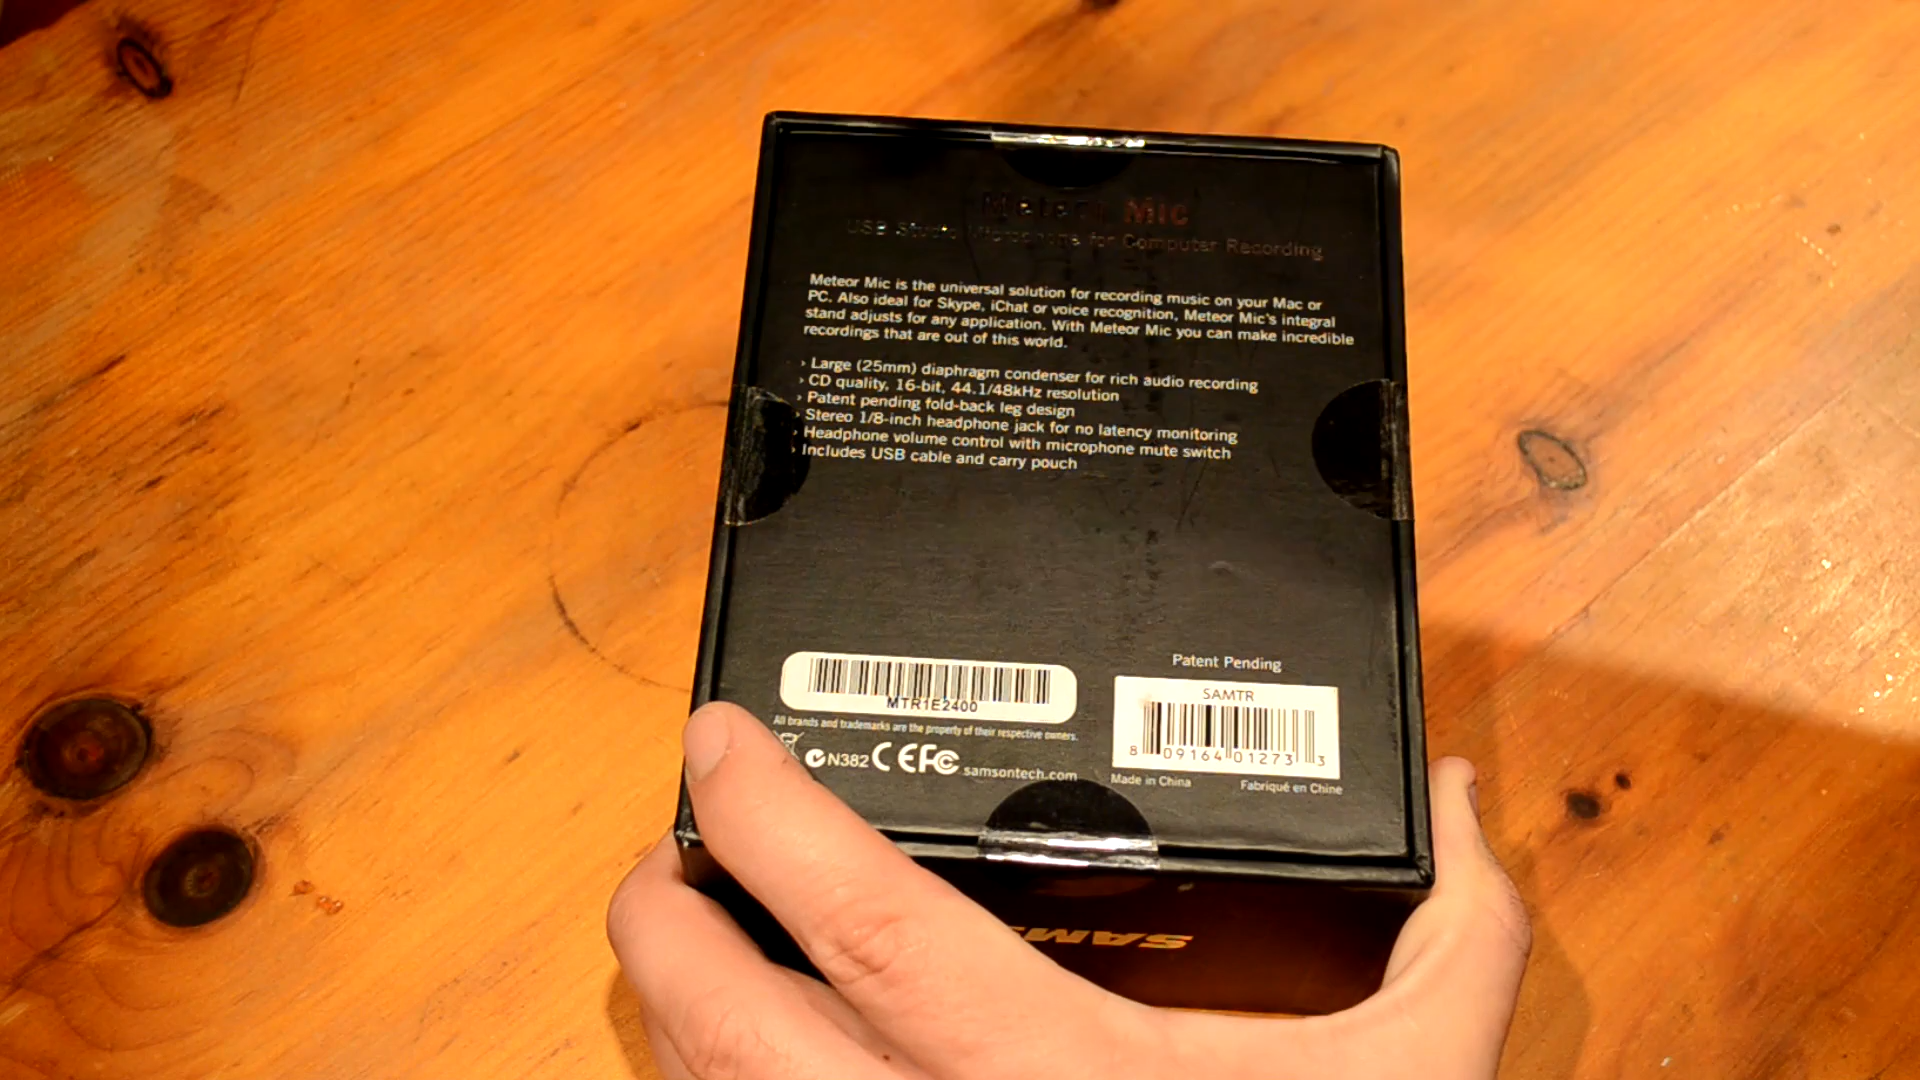 Meteor Mic
USB Studio Microphone for Computer Recording
Meteor Mic is the universal solution for recording music on your Mac or
PC. Also ideal for Skype, iChat or voice recognition, Meteor Mic's integral
stand adjusts for any application. With Meteor Mic you can make incredible
recordings that are out of this world.
› Large (25mm) diaphragm condenser for rich audio recording
› CD quality, 16-bit, 44.1/48kHz resolution
› Patent pending fold-back leg design
› Stereo 1/8-inch headphone jack for no latency monitoring
› Headphone volume control with microphone mute switch
› Includes USB cable and carry pouch
Patent Pending
MTR1E2400
SAMTR
8 09164 01273 3
All brands and trademarks are the property of their respective owners.
N382 CE FC samsontech.com
Made in China Fabriqué en Chine
SAM